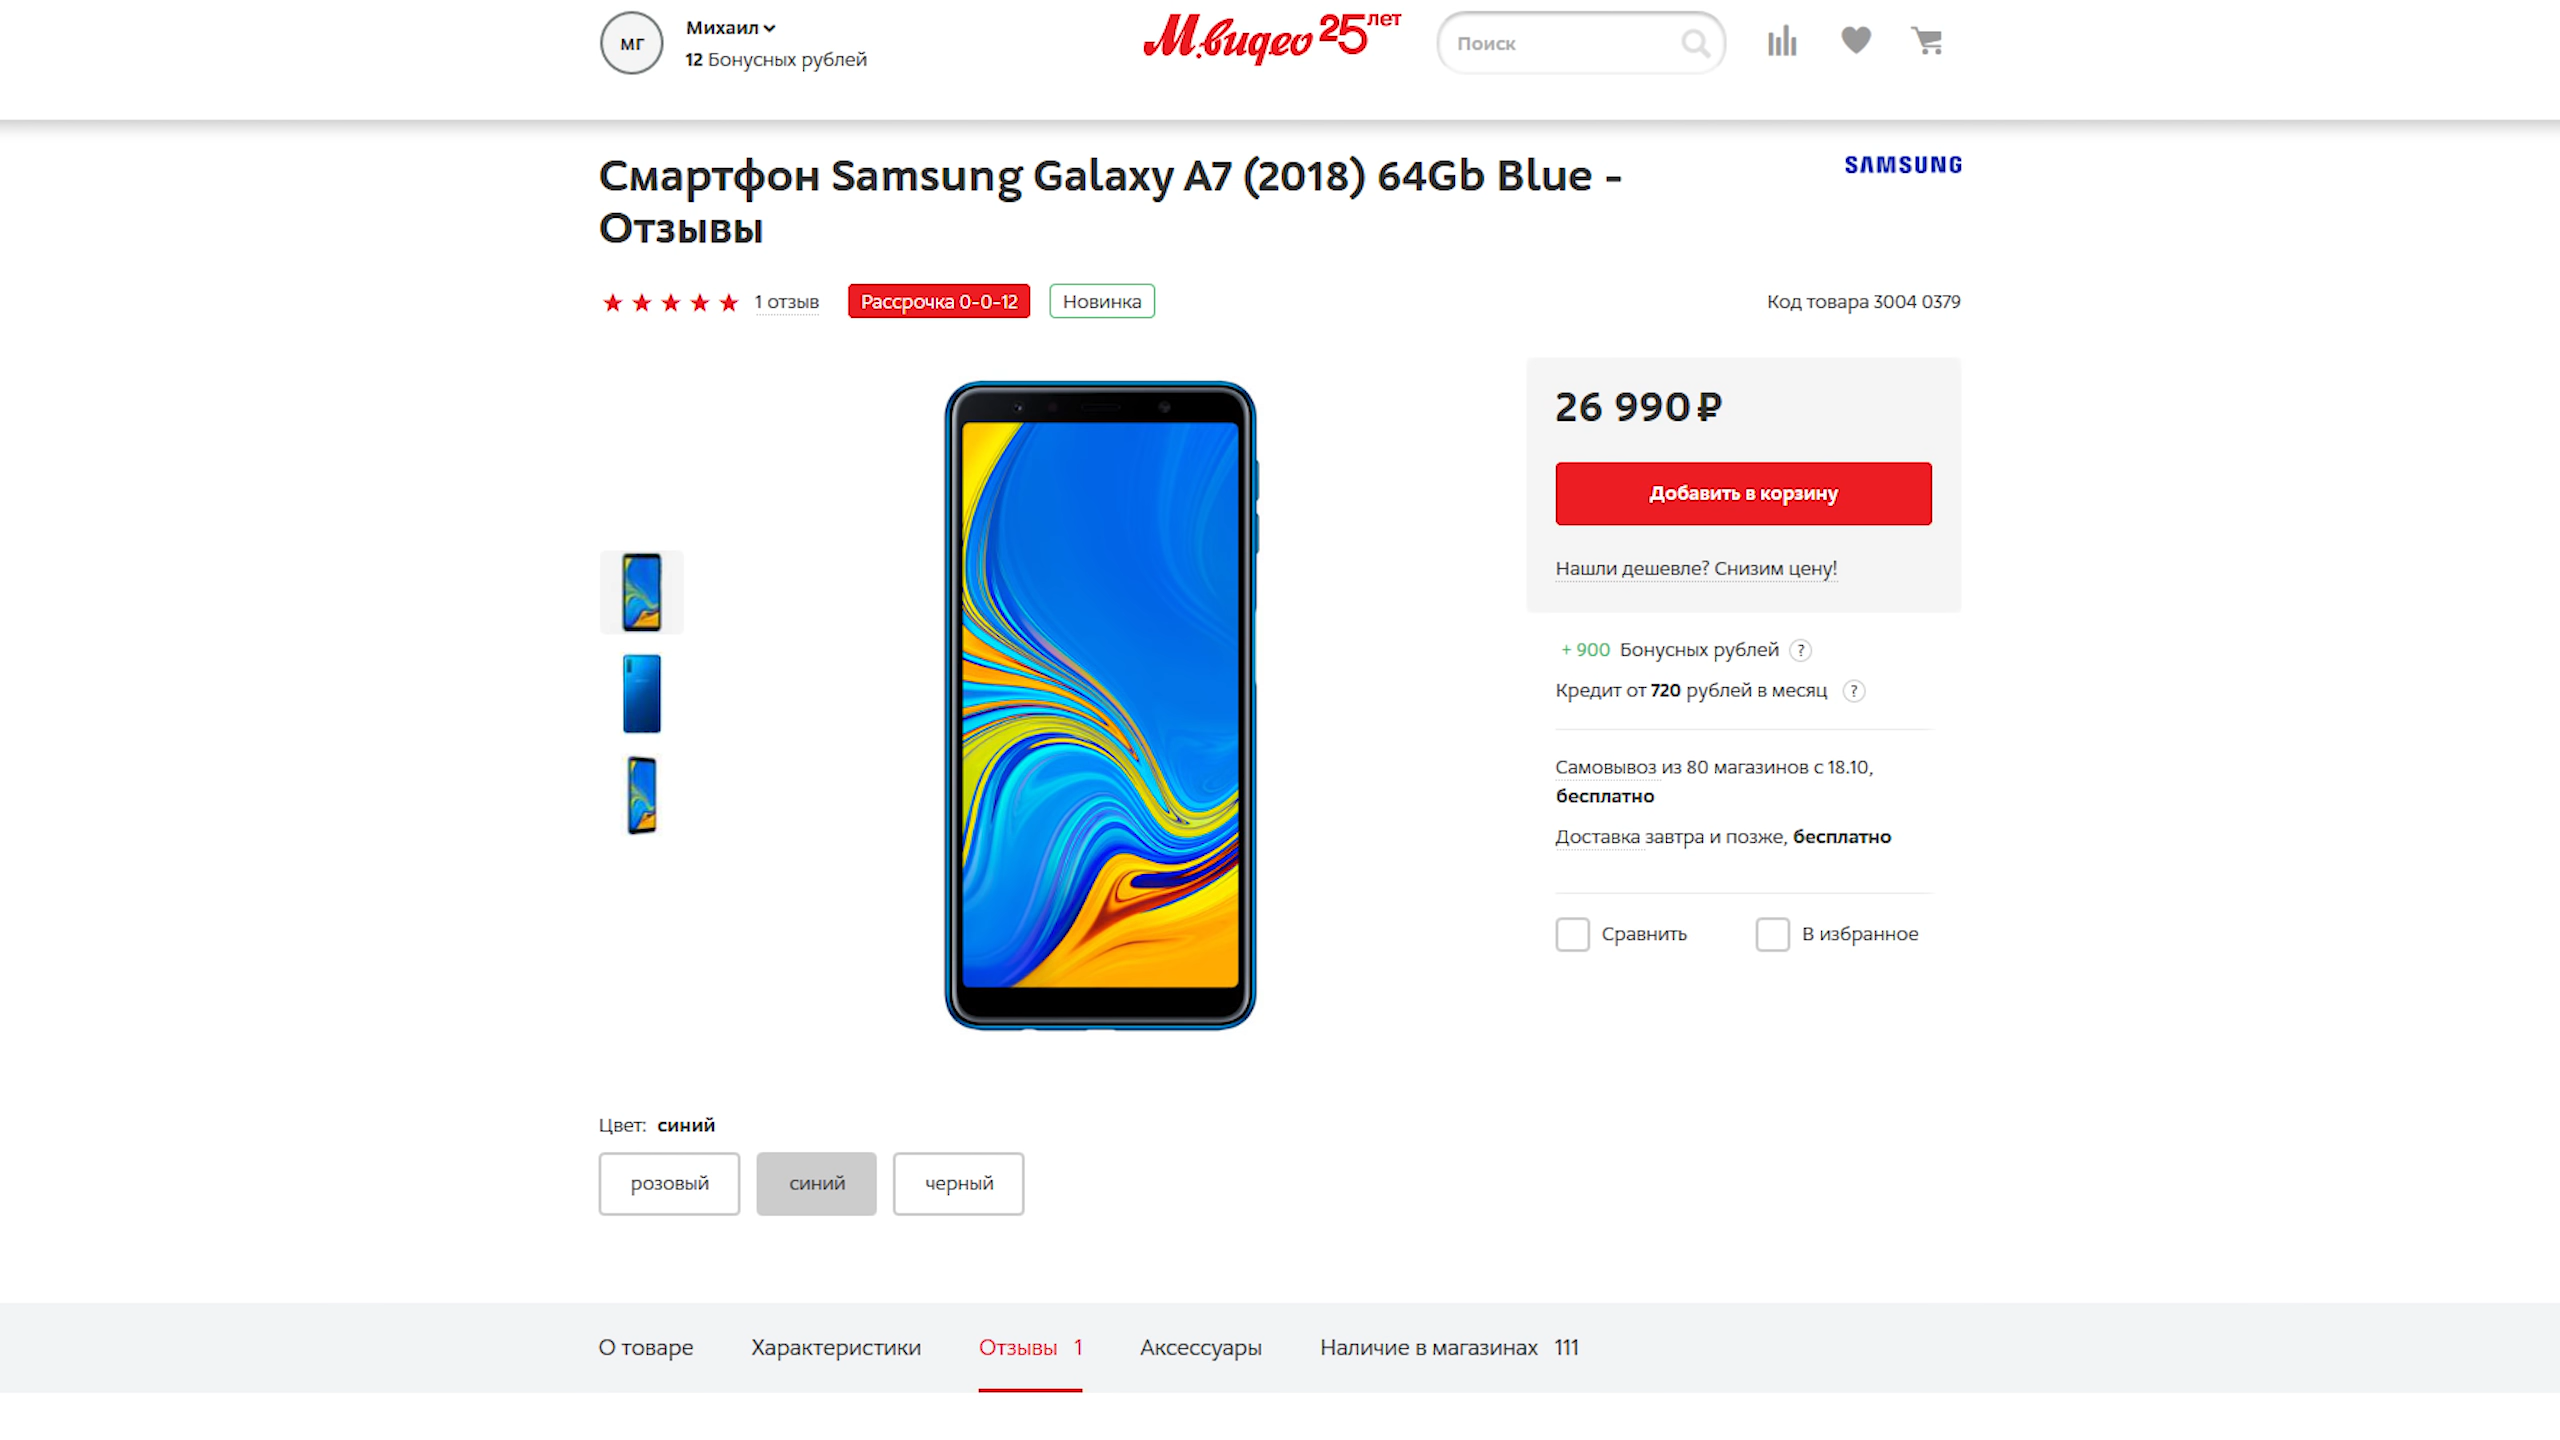 МГ
Михаил
12 Бонусных рублей
М.видео 25 лет
Поиск
Смартфон Samsung Galaxy A7 (2018) 64Gb Blue -
Отзывы
SAMSUNG
1 отзыв
Рассрочка 0-0-12
Новинка
Код товара 3004 0379
26 990 ₽
Добавить в корзину
Нашли дешевле? Снизим цену!
+ 900 Бонусных рублей ?
Кредит от 720 рублей в месяц ?
Самовывоз из 80 магазинов с 18.10,
бесплатно
Доставка завтра и позже, бесплатно
Сравнить
В избранное
Цвет: синий
розовый
синий
черный
О товаре
Характеристики
Отзывы 1
Аксессуары
Наличие в магазинах 111